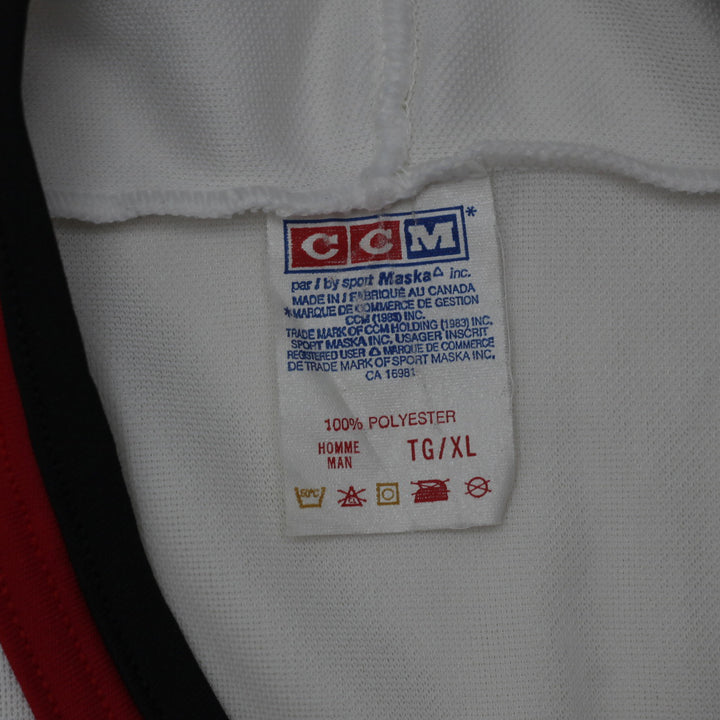 CCM*
par / by sport Maska inc.
MADE IN / FABRIQUÉ AU CANADA
*MARQUE DE COMMERCE DE GESTION
CCM (1983) INC.
TRADE MARK OF CCM HOLDING (1983) INC.
SPORT MASKA INC. USAGER INSCRIT
REGISTERED USER MARQUE DE COMMERCE
DE TRADE MARK OF SPORT MASKA INC.
CA 16981
100% POLYESTER
HOMME TG/XL
MAN
50°C